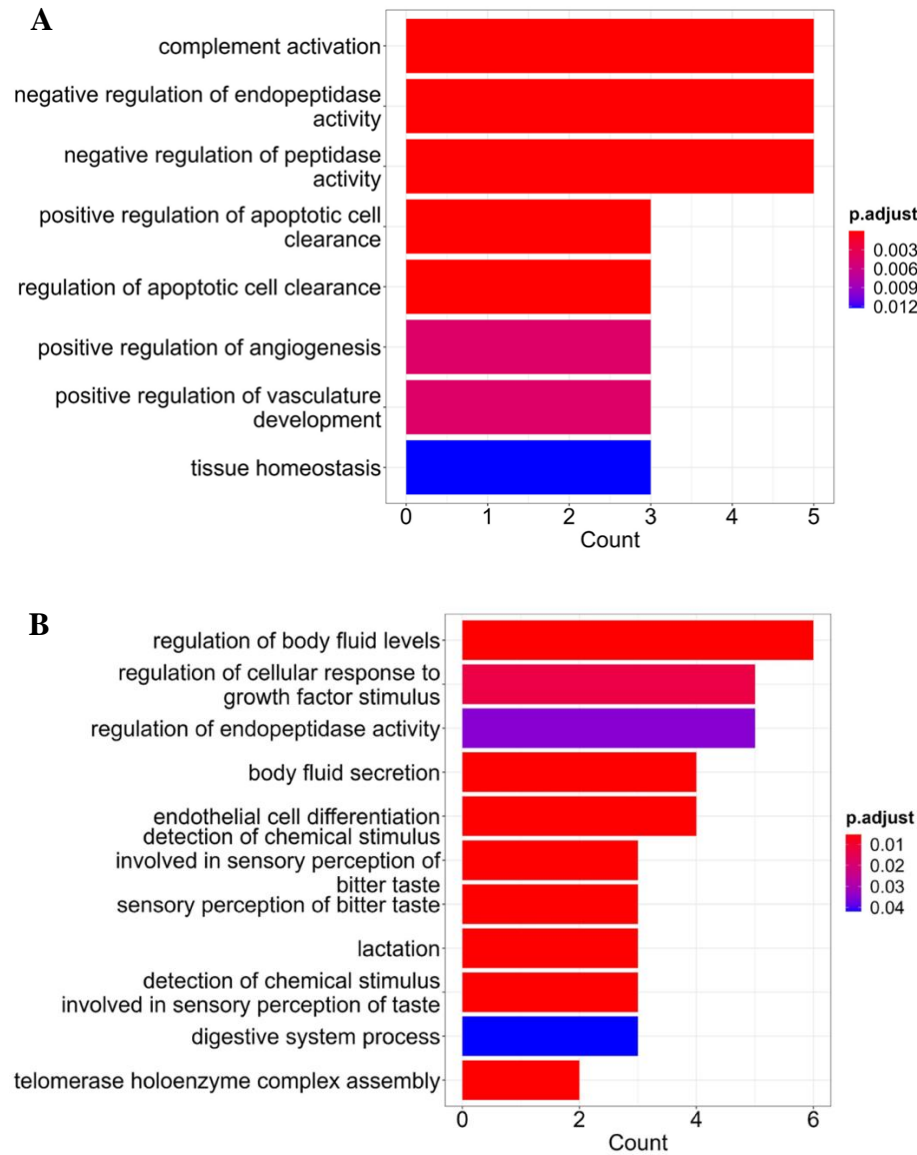 A
complement activation
negative regulation of endopeptidase
activity
negative regulation of peptidase
activity
positive regulation of apoptotic cell
clearance
regulation of apoptotic cell clearance
positive regulation of angiogenesis
positive regulation of vasculature
development
tissue homeostasis
0 1 2 3 4 5
Count
p.adjust
0.003
0.006
0.009
0.012
B
regulation of body fluid levels
regulation of cellular response to
growth factor stimulus
regulation of endopeptidase activity
body fluid secretion
endothelial cell differentiation
detection of chemical stimulus
involved in sensory perception of
bitter taste
sensory perception of bitter taste
lactation
detection of chemical stimulus
involved in sensory perception of taste
digestive system process
telomerase holoenzyme complex assembly
0 2 4 6
Count
p.adjust
0.01
0.02
0.03
0.04